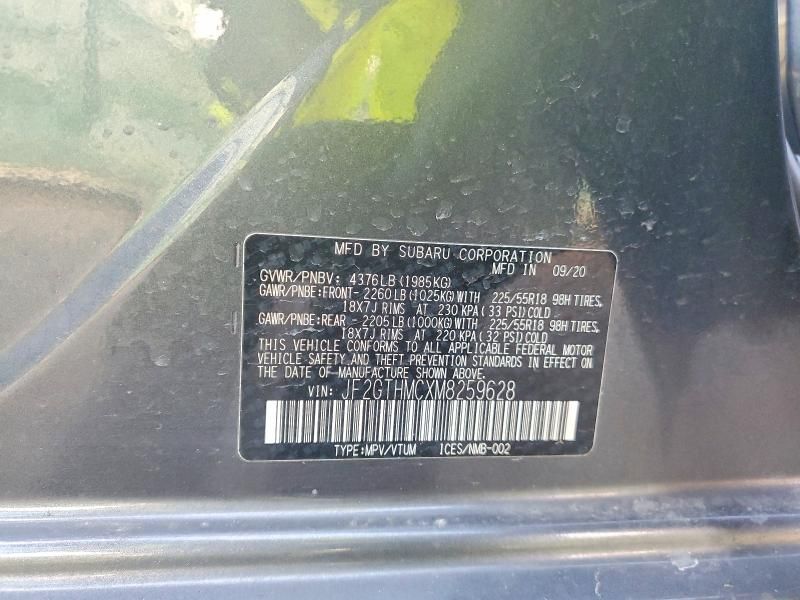 MFD BY SUBARU CORPORATION
MFD IN 09/20
GVWR/PNBV: 4376LB (1985KG)
GAWR/PNBE:FRONT- 2260LB (1025KG) WITH 225/55R18 98H TIRES,
18X7J RIMS AT 230 KPA ( 33 PSI) COLD
GAWR/PNBE:REAR - 2205LB (1000KG) WITH 225/55R18 98H TIRES,
18X7J RIMS AT 220 KPA ( 32 PSI) COLD
THIS VEHICLE CONFORMS TO ALL APPLICABLE FEDERAL MOTOR
VEHICLE SAFETY AND THEFT PREVENTION STANDARDS IN EFFECT ON
THE DATE OF MANUFACTURE SHOWN ABOVE.
VIN: JF2GTHMCXM8259628
TYPE:MPV/VTUM ICES/NMB-002